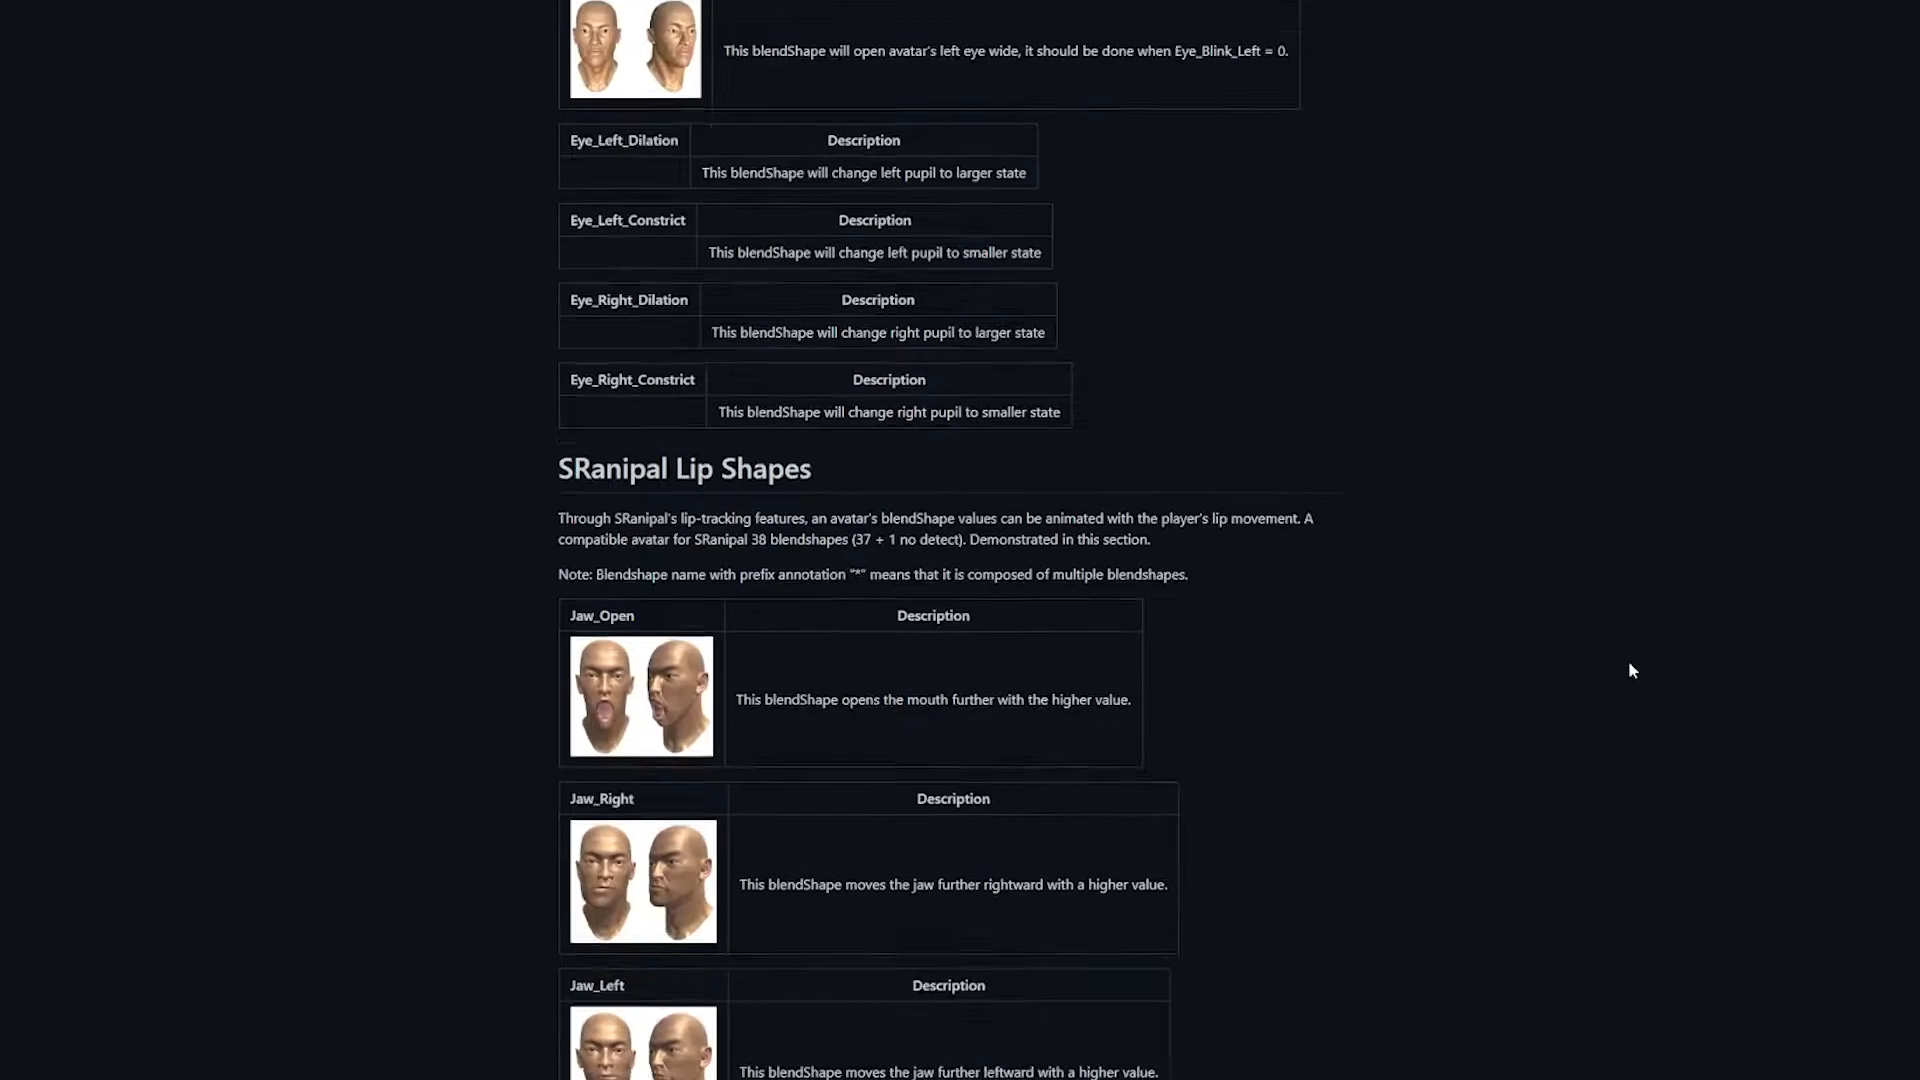 This blendShape will open avatar's left eye wide, it should be done when Eye_Blink_Left = 0.
Eye_Left_Dilation Description
This blendShape will change left pupil to larger state
Eye_Left_Constrict Description
This blendShape will change left pupil to smaller state
Eye_Right_Dilation Description
This blendShape will change right pupil to larger state
Eye_Right_Constrict Description
This blendShape will change right pupil to smaller state
SRanipal Lip Shapes
Through SRanipal's lip-tracking features, an avatar's blendShape values can be animated with the player's lip movement. A
compatible avatar for SRanipal 38 blendshapes (37 + 1 no detect). Demonstrated in this section.
Note: Blendshape name with prefix annotation "*" means that it is composed of multiple blendshapes.
Jaw_Open Description
This blendShape opens the mouth further with the higher value.
Jaw_Right Description
This blendShape moves the jaw further rightward with a higher value.
Jaw_Left Description
This blendShape moves the jaw further leftward with a higher value.